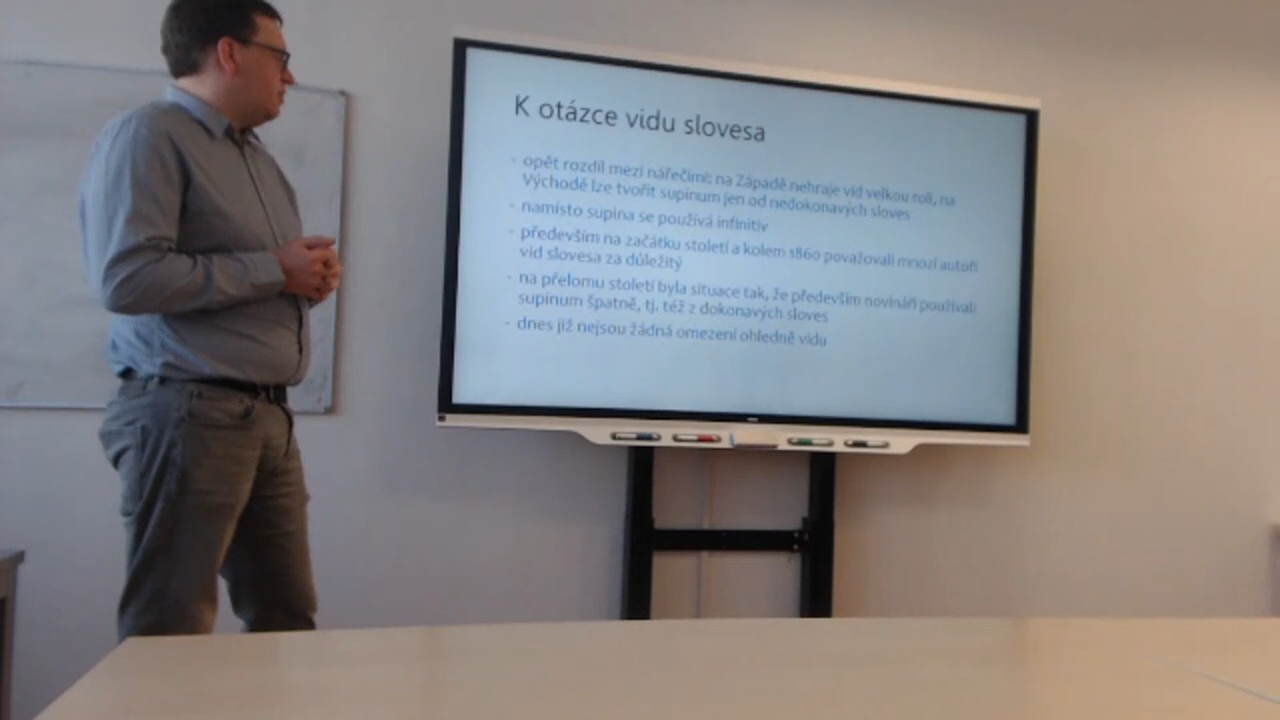 K otázce vidu slovesa
- opět rozdíl mezi nářečími: na Západě nehraje vid velkou roli, na
Východě lze tvořit supinum jen od nedokonavých sloves
- namísto supina se používá infinitiv
- především na začátku století a kolem 1860 považovali mnozí autoři
vid slovesa za důležitý
- na přelomu století byla situace tak, že především novináři používali
supinum špatně, tj. též z dokonavých sloves
- dnes již nejsou žádná omezení ohledně vidu